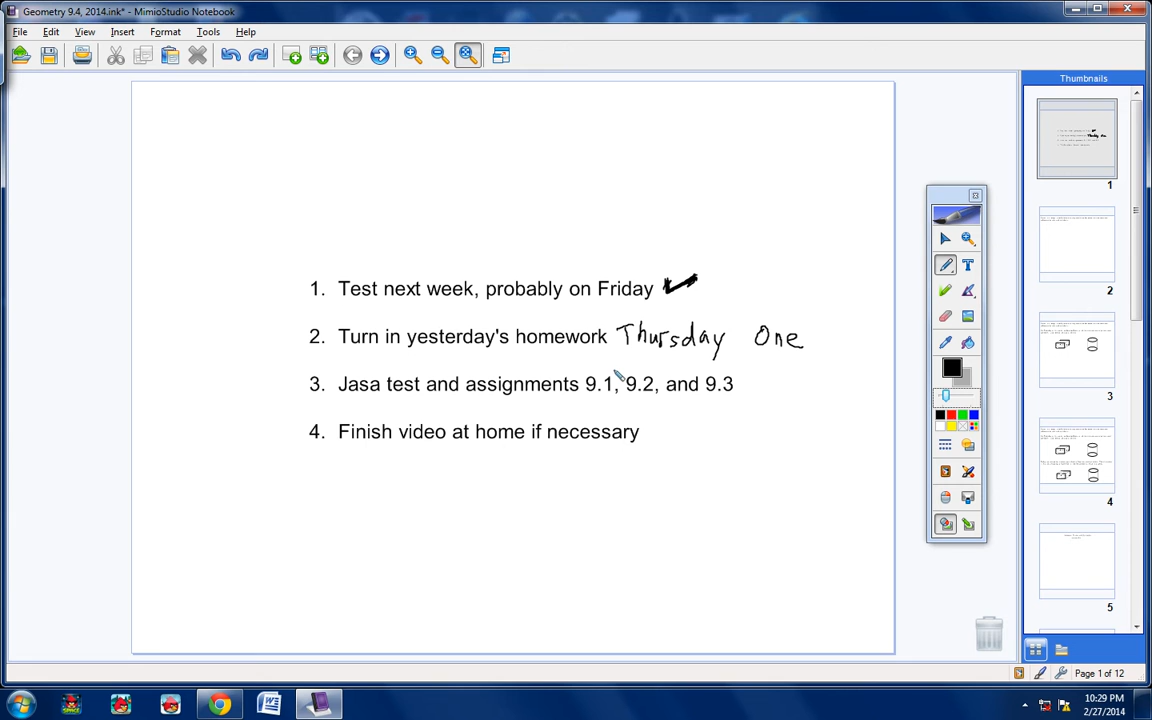 Geometry 9.4, 2014.ink* - MimioStudio Notebook
File Edit View Insert Format Tools Help
Thumbnails
1. Test next week, probably on Friday
2. Turn in yesterday's homework Thursday One
3. Jasa test and assignments 9.1, 9.2, and 9.3
4. Finish video at home if necessary
1
2
3
4
5
T
Page 1 of 12
10:29 PM
2/27/2014